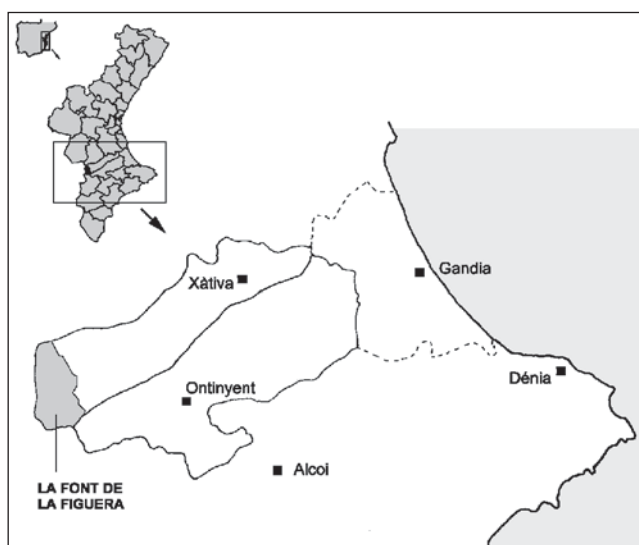 Gandia
Xàtiva
Dénia
Ontinyent
Alcoi
LA FONT DE
LA FIGUERA